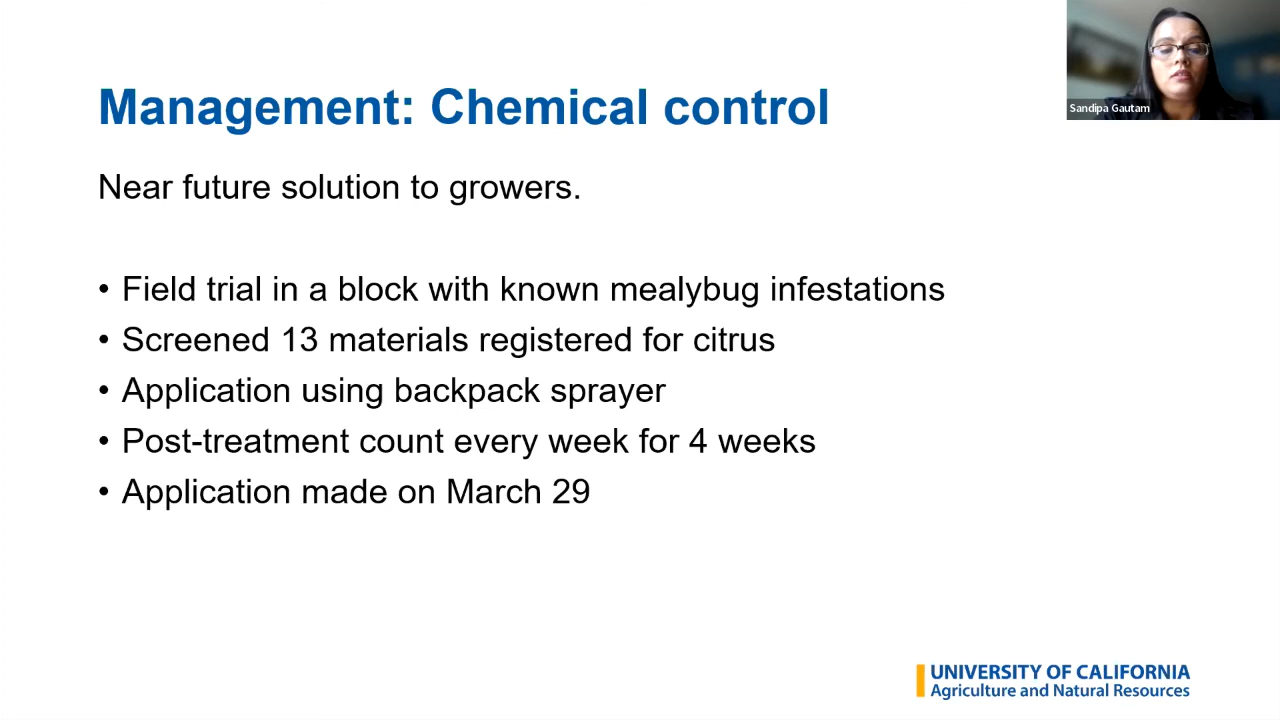 Management: Chemical control
Sandipa Gautam
Near future solution to growers.
• Field trial in a block with known mealybug infestations
• Screened 13 materials registered for citrus
• Application using backpack sprayer
• Post-treatment count every week for 4 weeks
• Application made on March 29
UNIVERSITY OF CALIFORNIA
Agriculture and Natural Resources